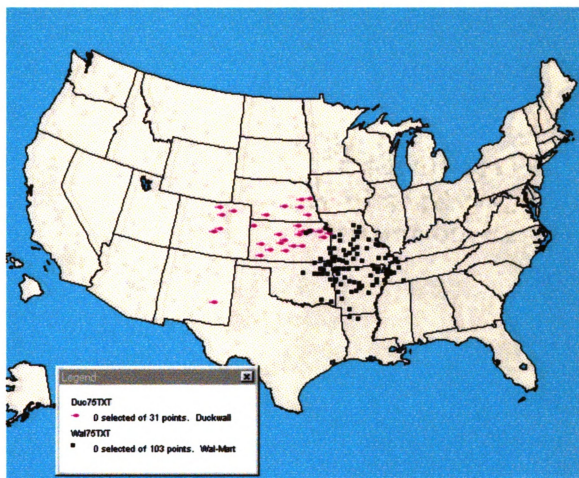 Legend
Duc75TXT
0 selected of 31 points. Duckwall
Wal75TXT
0 selected of 103 points. Wal-Mart